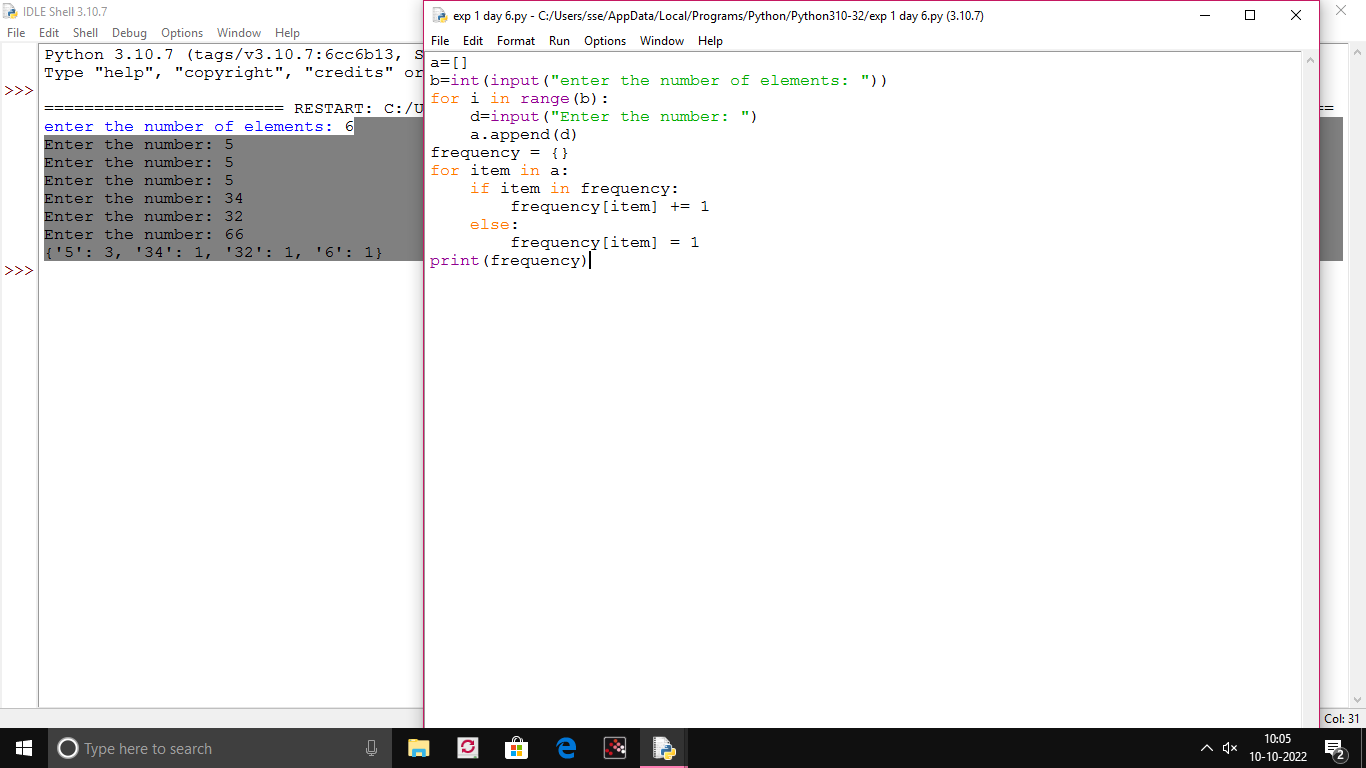 IDLE Shell 3.10.7
File Edit Shell Debug Options Window Help
Python 3.10.7 (tags/v3.10.7:6cc6b13, S
Type "help", "copyright", "credits" or
>>>
======================== RESTART: C:/U
==
enter the number of elements: 6
Enter the number: 5
Enter the number: 5
Enter the number: 5
Enter the number: 34
Enter the number: 32
Enter the number: 66
{'5': 3, '34': 1, '32': 1, '6': 1}
>>>
exp 1 day 6.py - C:/Users/sse/AppData/Local/Programs/Python/Python310-32/exp 1 day 6.py (3.10.7)
File Edit Format Run Options Window Help
a=[]
b=int(input("enter the number of elements: "))
for i in range(b):
    d=input("Enter the number: ")
    a.append(d)
frequency = {}
for item in a:
    if item in frequency:
        frequency[item] += 1
    else:
        frequency[item] = 1
print(frequency)
Col: 31
Type here to search
10:05
10-10-2022
2